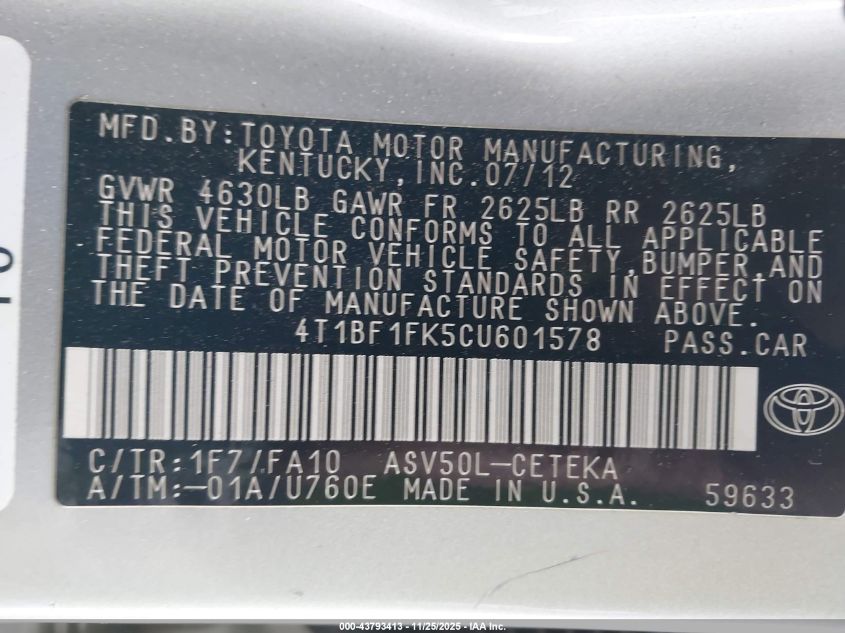 MFD.BY:TOYOTA MOTOR MANUFACTURING,
KENTUCKY,INC.07/12
GVWR 4630LB GAWR FR 2625LB RR 2625LB
THIS VEHICLE CONFORMS TO ALL APPLICABLE
FEDERAL MOTOR VEHICLE SAFETY,BUMPER,AND
THEFT PREVENTION STANDARDS IN EFFECT ON
THE DATE OF MANUFACTURE SHOWN ABOVE.
4T1BF1FK5CU601578 PASS.CAR
C/TR:1F7/FA10 ASV50L-CETEKA
A/TM:-01A/U760E MADE IN U.S.A. 59633
000-43793413 - 11/25/2025 - IAA Inc.